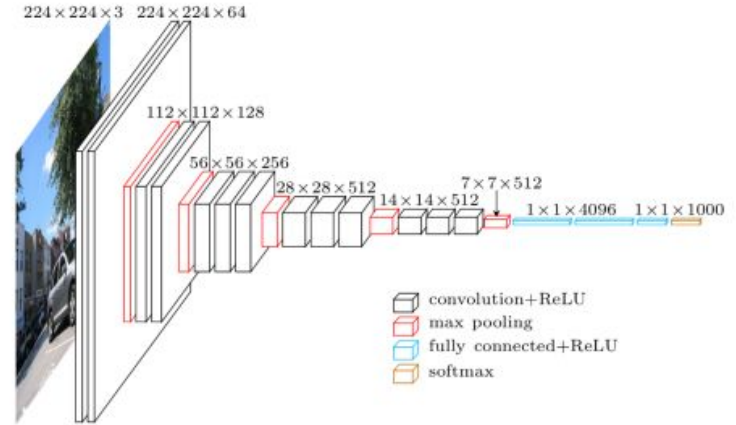 224×224×3
224×224×64
112×112×128
56×56×256
28×28×512
14×14×512
7×7×512
1×1×4096
1×1×1000
convolution+ReLU
max pooling
fully connected+ReLU
softmax